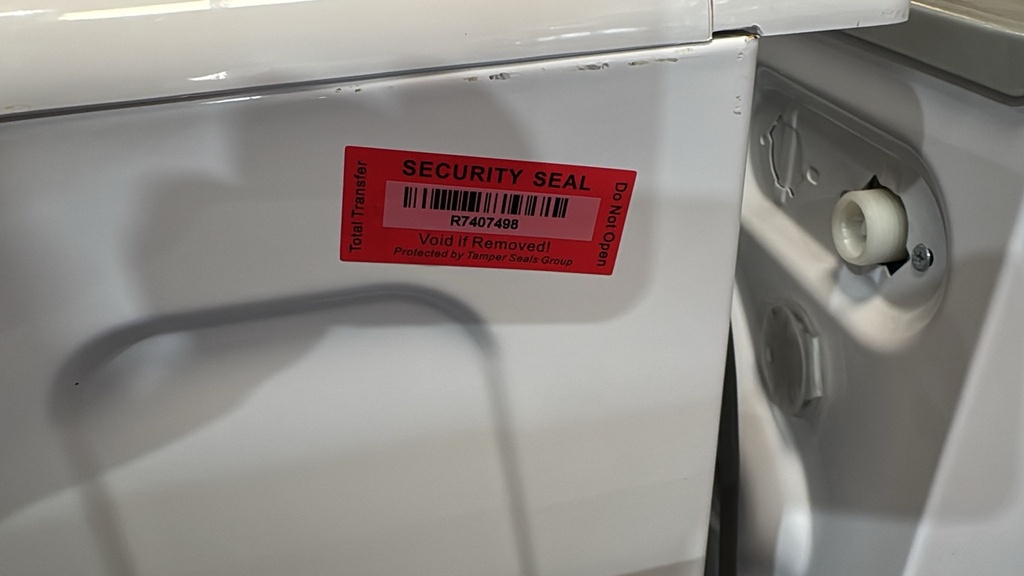 SECURITY SEAL
Total Transfer
R7407498
Do Not Open
Void if Removed!
Protected by Tamper Seals Group